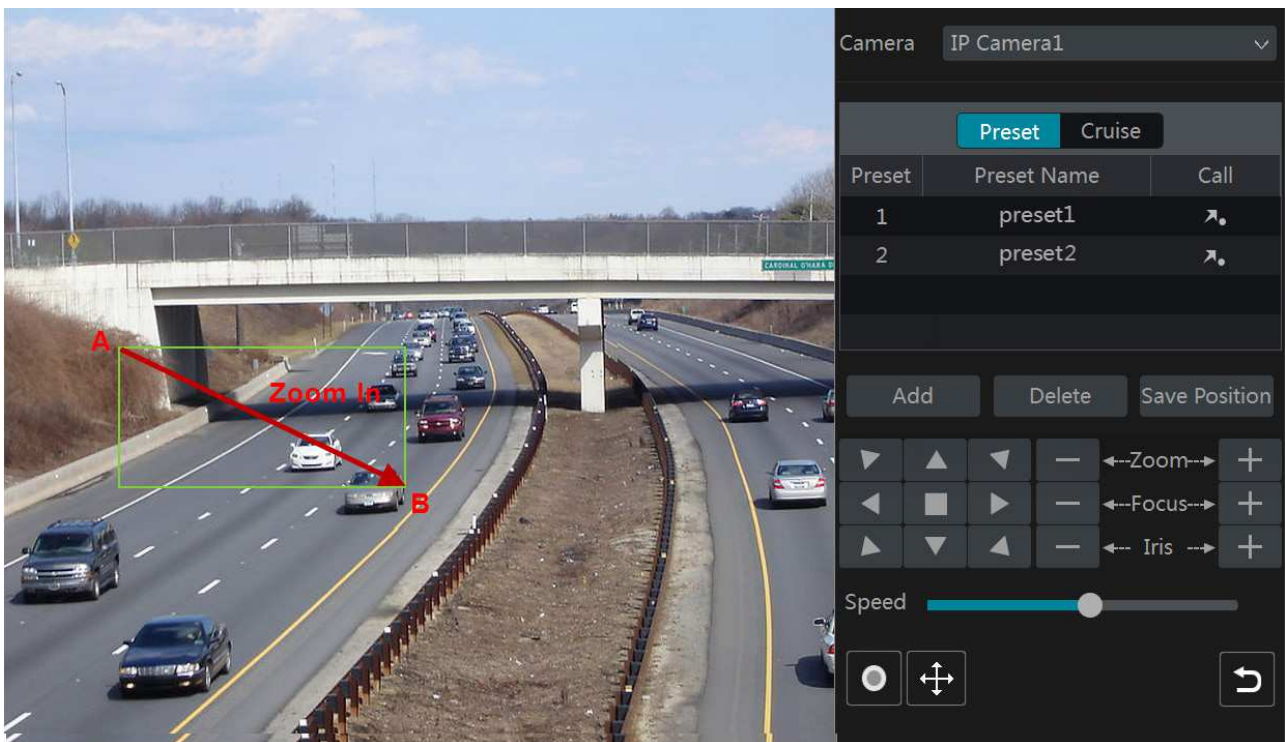 Camera IP Camera1
Preset Cruise
Preset Preset Name Call
1 preset1
2 preset2
Add Delete Save Position
Zoom
Focus
Iris
Speed
CARDINAL O'HARA
A
Zoom In
B